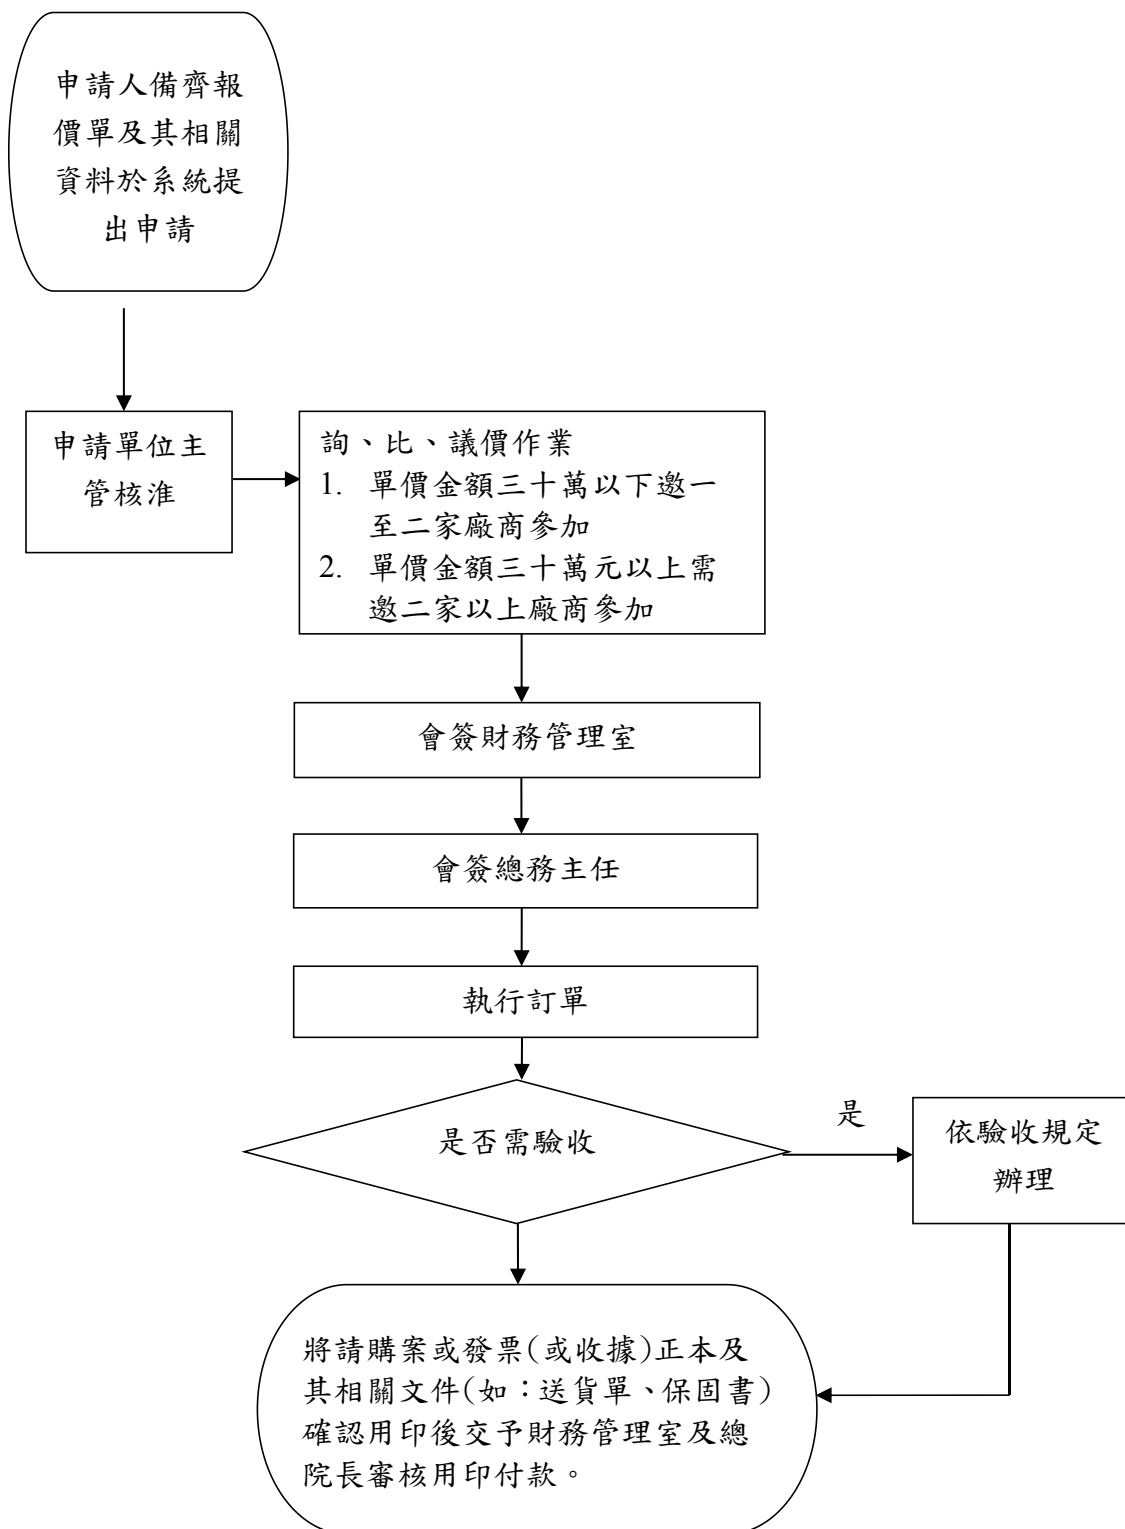 申請人備齊報
價單及其相關
資料於系統提
出申請
申請單位主
管核淮
詢、比、議價作業
1. 單價金額三十萬以下邀一
至二家廠商參加
2. 單價金額三十萬元以上需
邀二家以上廠商參加
會簽財務管理室
會簽總務主任
執行訂單
是否需驗收
是
依驗收規定
辦理
將請購案或發票(或收據)正本及
其相關文件(如：送貨單、保固書)
確認用印後交予財務管理室及總
院長審核用印付款。